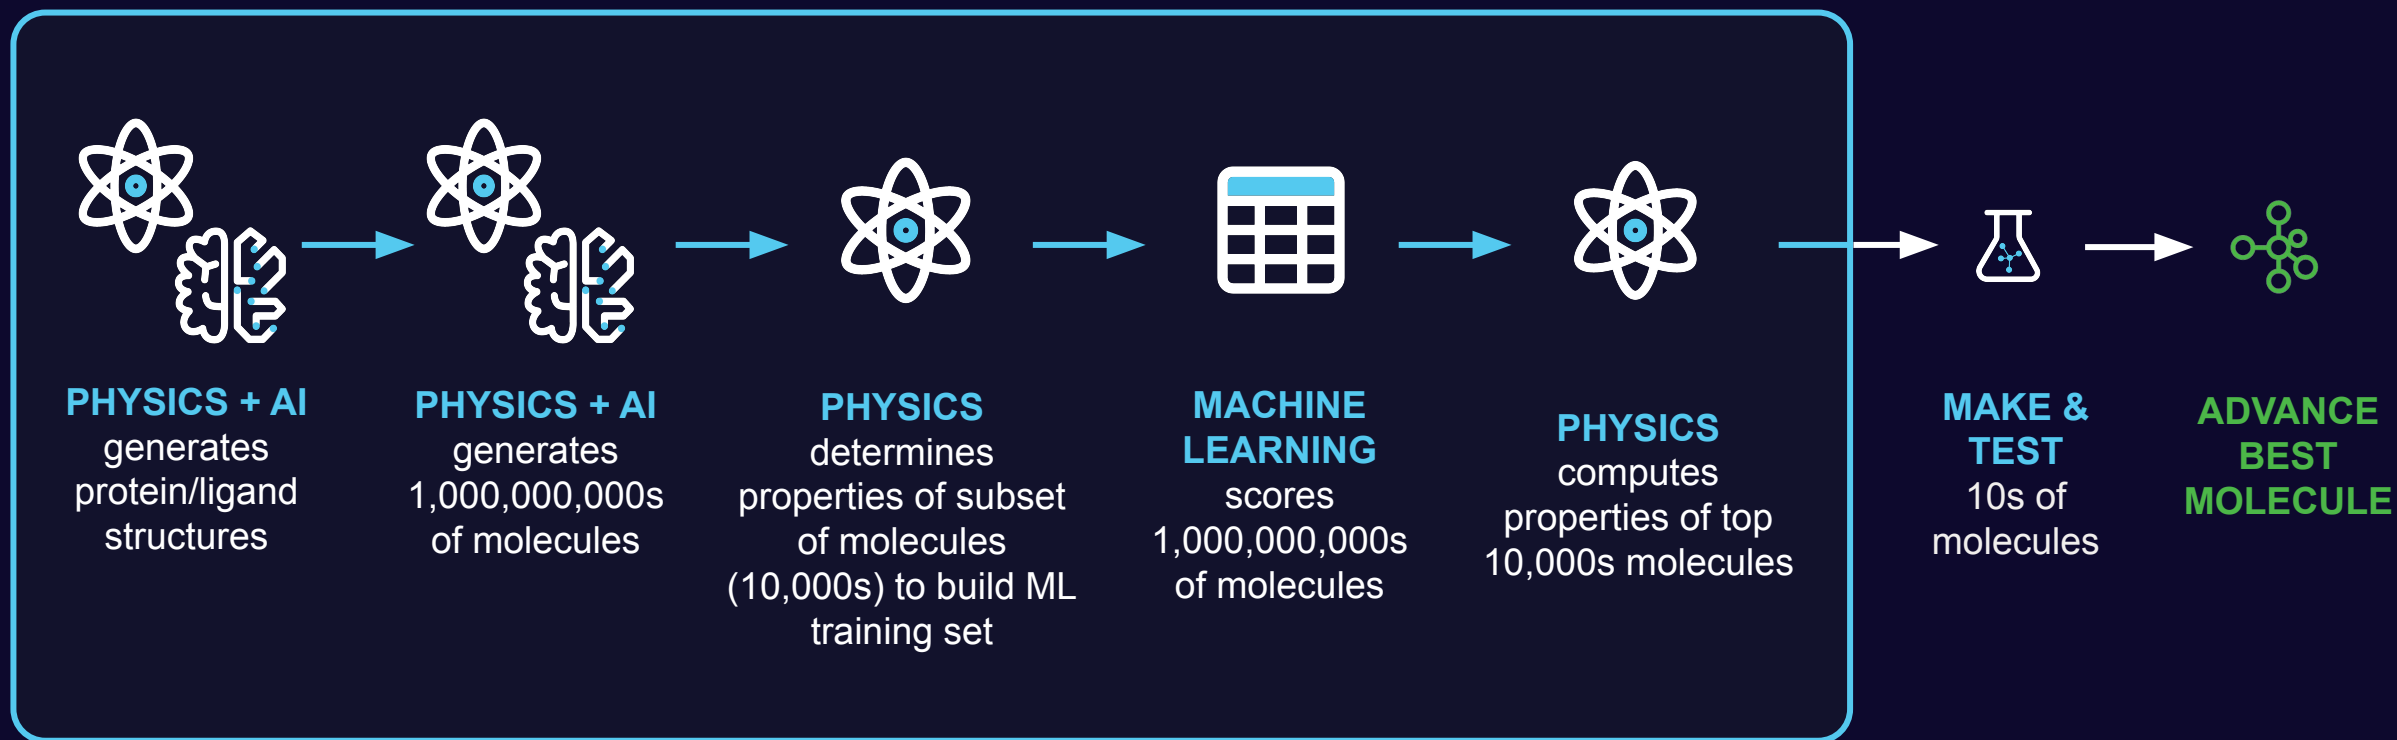 PHYSICS + AI
generates
protein/ligand
structures
PHYSICS + AI
generates
1,000,000,000s
of molecules
PHYSICS
determines
properties of subset
of molecules
(10,000s) to build ML
training set
MACHINE
LEARNING
scores
1,000,000,000s
of molecules
PHYSICS
computes
properties of top
10,000s molecules
MAKE &
TEST
10s of
molecules
ADVANCE
BEST
MOLECULE